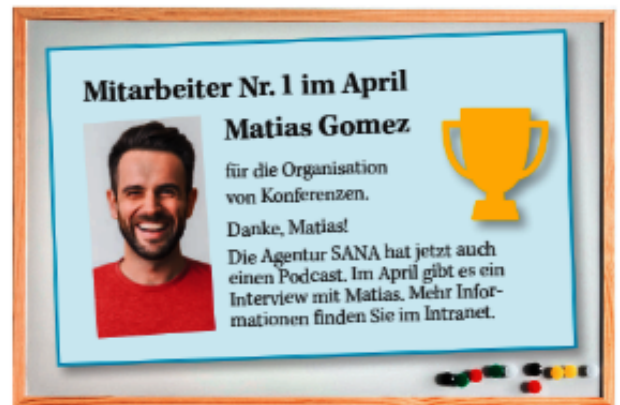 Mitarbeiter Nr. 1 im April
Matias Gomez
für die Organisation
von Konferenzen.
Danke, Matias!
Die Agentur SANA hat jetzt auch
einen Podcast. Im April gibt es ein
Interview mit Matias. Mehr Infor-
mationen finden Sie im Intranet.